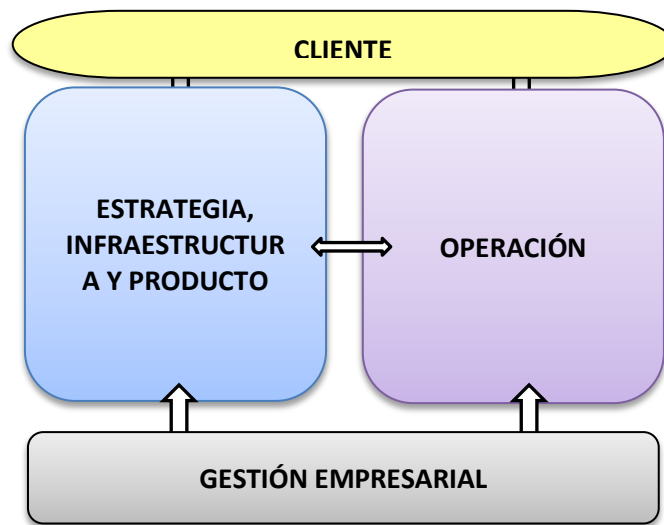 CLIENTE
ESTRATEGIA,
INFRAESTRUCTUR
A Y PRODUCTO
OPERACIÓN
GESTIÓN EMPRESARIAL